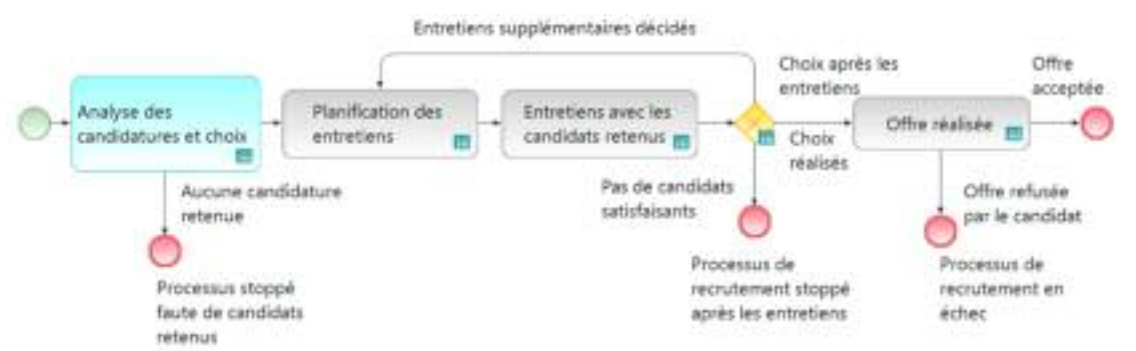 Entretiens supplémentaires décidés
Analyse des
candidatures et choix
Planification des
entretiens
Entretiens avec les
candidats retenus
Choix après les
entretiens
Choix
réalisés
Offre réalisée
Offre
acceptée
Aucune candidature
retenue
Processus stoppé
faute de candidats
retenus
Pas de candidats
satisfaisants
Processus de
recrutement stoppé
après les entretiens
Offre refusée
par le candidat
Processus de
recrutement en
échec